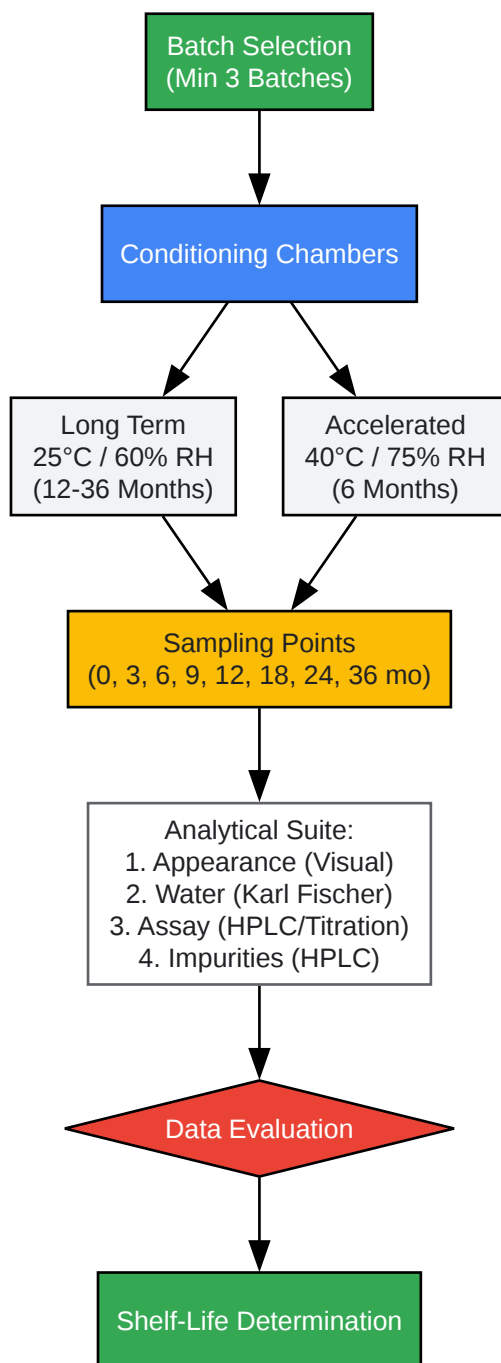 Batch Selection
(Min 3 Batches)
Conditioning Chambers
Long Term
25°C / 60% RH
(12-36 Months)
Accelerated
40°C / 75% RH
(6 Months)
Sampling Points
(0, 3, 6, 9, 12, 18, 24, 36 mo)
Analytical Suite:
1. Appearance (Visual)
2. Water (Karl Fischer)
3. Assay (HPLC/Titration)
4. Impurities (HPLC)
Data Evaluation
Shelf-Life Determination